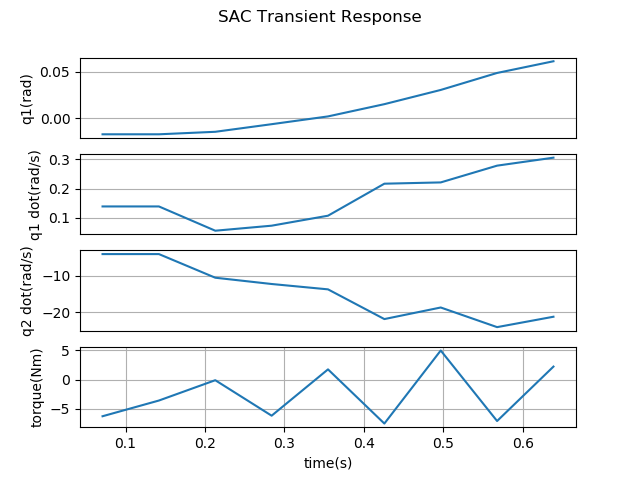 SAC Transient Response
0.05
0.00
q1(rad)
0.3
0.2
0.1
q1 dot(rad/s)
−10
−20
q2 dot(rad/s)
5
0
−5
torque(Nm)
0.1 0.2 0.3 0.4 0.5 0.6
time(s)